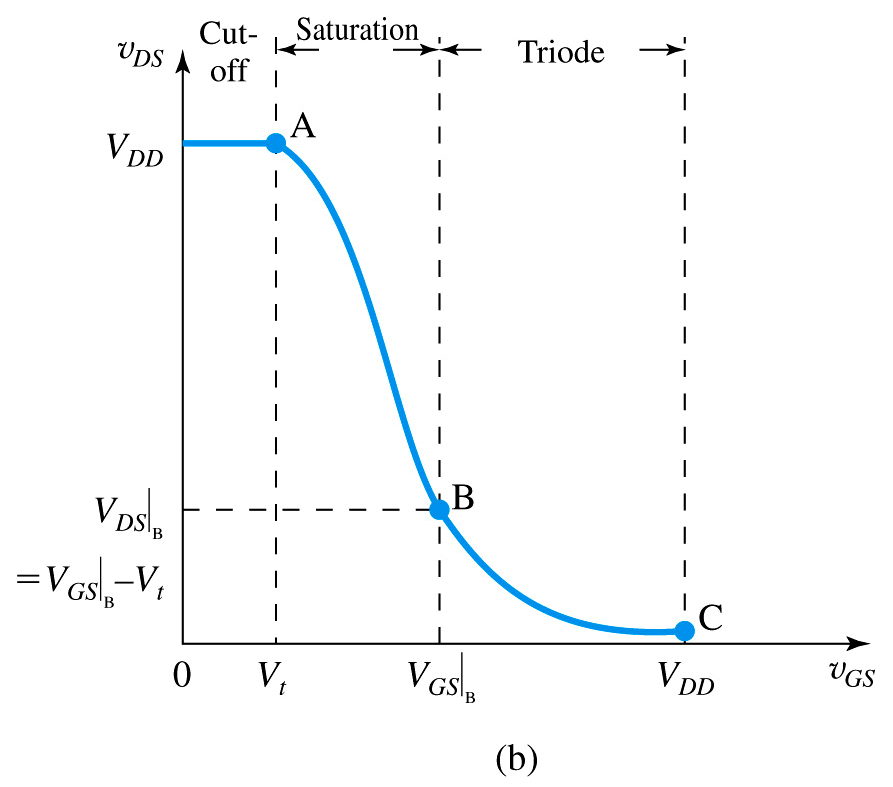 v_DS
Cut-
off
Saturation
Triode
V_DD
A
V_DS|_B
B
=V_GS|_B–V_t
C
0
V_t
V_GS|_B
V_DD
v_GS
(b)